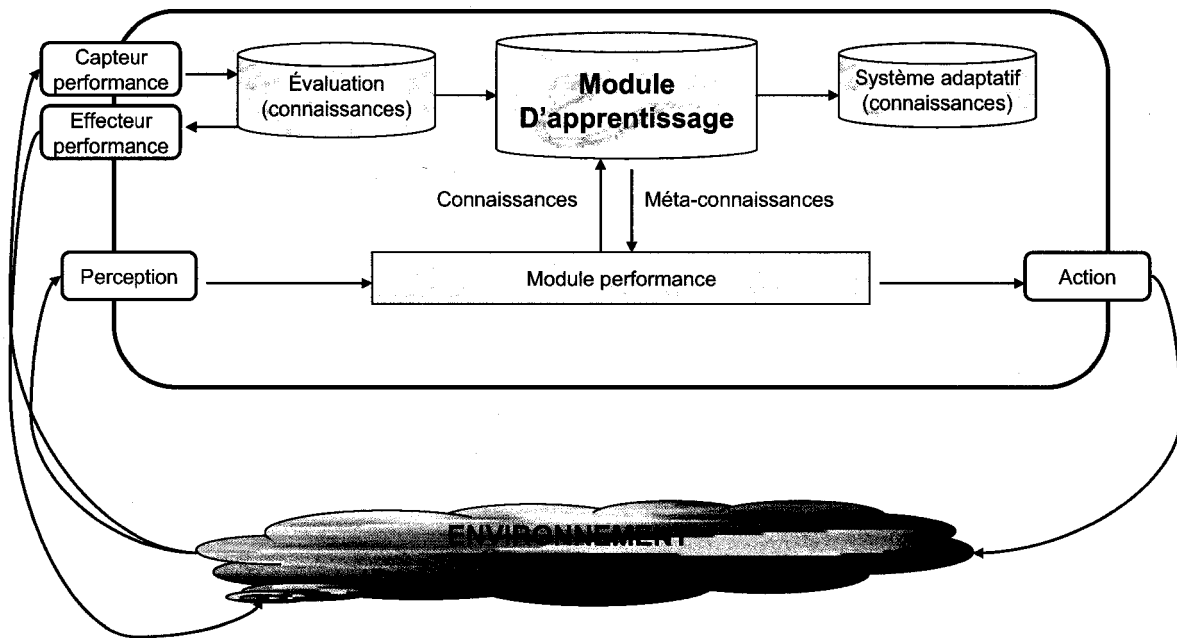 Capteur
performance
Évaluation
(connaissances)
Module
D'apprentissage
Système adaptatif
(connaissances)
Effecteur
performance
Connaissances
Méta-connaissances
Perception
Module performance
Action
ENVIRONNEMENT